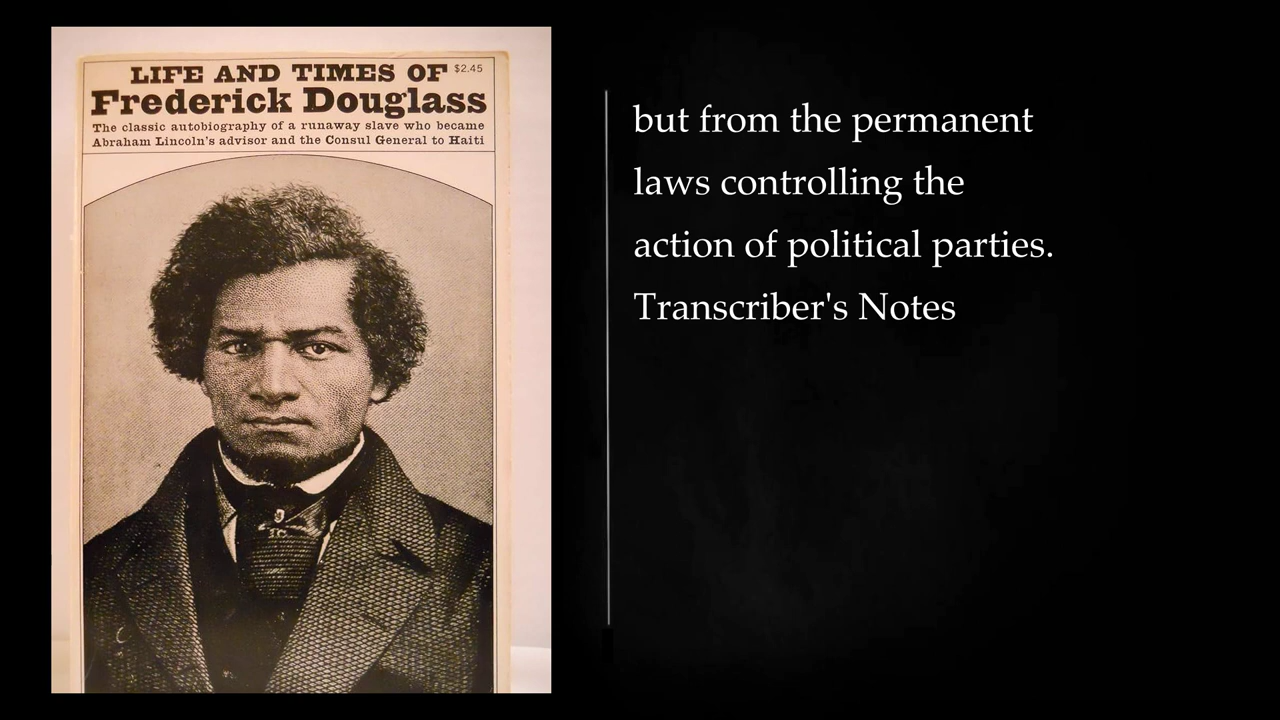 LIFE AND TIMES OF $2.45
Frederick Douglass
The classic autobiography of a runaway slave who became
Abraham Lincoln's advisor and the Consul General to Haiti
but from the permanent
laws controlling the
action of political parties.
Transcriber's Notes